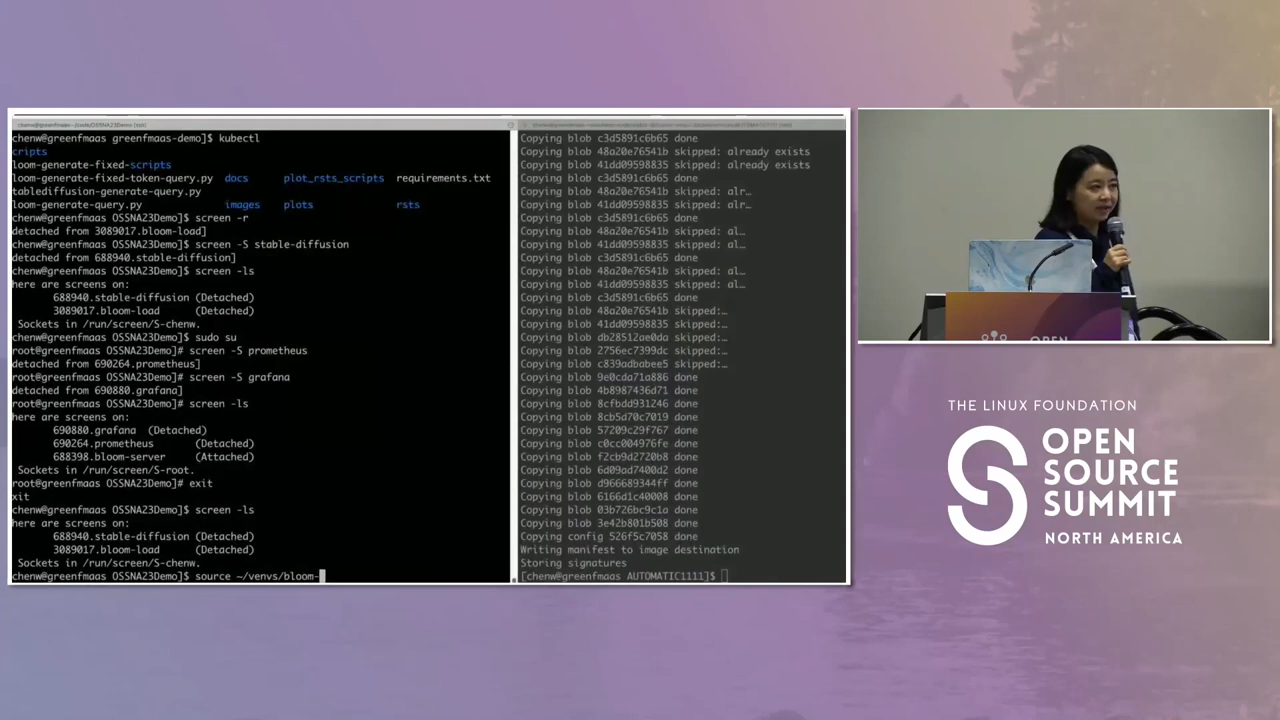 chenw@greenfmaas greenfmaas-demo]$ kubectl
cripts
loom-generate-fixed-scripts
loom-generate-fixed-token-query.py docs plot_rsts_scripts requirements.txt
tablediffusion-generate-query.py
loom-generate-query.py images plots rsts
chenw@greenfmaas OSSNA23Demo]$ screen -r
detached from 3089017.bloom-load]
chenw@greenfmaas OSSNA23Demo]$ screen -S stable-diffusion
detached from 688940.stable-diffusion]
chenw@greenfmaas OSSNA23Demo]$ screen -ls
here are screens on:
688940.stable-diffusion (Detached)
3089017.bloom-load (Detached)
Sockets in /run/screen/S-chenw.
chenw@greenfmaas OSSNA23Demo]$ sudo su
root@greenfmaas OSSNA23Demo]# screen -S prometheus
detached from 690264.prometheus]
root@greenfmaas OSSNA23Demo]# screen -S grafana
detached from 690880.grafana]
root@greenfmaas OSSNA23Demo]# screen -ls
here are screens on:
690880.grafana (Detached)
690264.prometheus (Detached)
688398.bloom-server (Attached)
Sockets in /run/screen/S-root.
root@greenfmaas OSSNA23Demo]# exit
xit
chenw@greenfmaas OSSNA23Demo]$ screen -ls
here are screens on:
688940.stable-diffusion (Detached)
3089017.bloom-load (Detached)
Sockets in /run/screen/S-chenw.
chenw@greenfmaas OSSNA23Demo]$ source ~/venvs/bloom-
Copying blob c3d5891c6b65 done
Copying blob 48a20e76541b skipped: already exists
Copying blob 41dd09598835 skipped: already exists
Copying blob c3d5891c6b65 done
Copying blob 48a20e76541b skipped: alr…
Copying blob 41dd09598835 skipped: alr…
Copying blob c3d5891c6b65 done
Copying blob 48a20e76541b skipped: al…
Copying blob 41dd09598835 skipped: al…
Copying blob c3d5891c6b65 done
Copying blob 48a20e76541b skipped: al…
Copying blob 41dd09598835 skipped: al…
Copying blob c3d5891c6b65 done
Copying blob 48a20e76541b skipped:…
Copying blob 41dd09598835 skipped:…
Copying blob db28512ae0da skipped:…
Copying blob 2756ec7399dc skipped:…
Copying blob c839adbabee5 skipped:…
Copying blob 9e0cda71a886 done
Copying blob 4b8987436d71 done
Copying blob 8cfbdd931246 done
Copying blob 8cb5d70c7019 done
Copying blob 57209c29f767 done
Copying blob c0cc004976fe done
Copying blob f2cb9d2720b8 done
Copying blob 6d09ad7400d2 done
Copying blob d966689344ff done
Copying blob 6166d1c40008 done
Copying blob 03b726bc9c1a done
Copying blob 3e42b801b508 done
Copying config 526f5c7058 done
Writing manifest to image destination
Storing signatures
[chenw@greenfmaas AUTOMATIC1111]$
OPEN
THE LINUX FOUNDATION
OPEN
SOURCE
SUMMIT
NORTH AMERICA